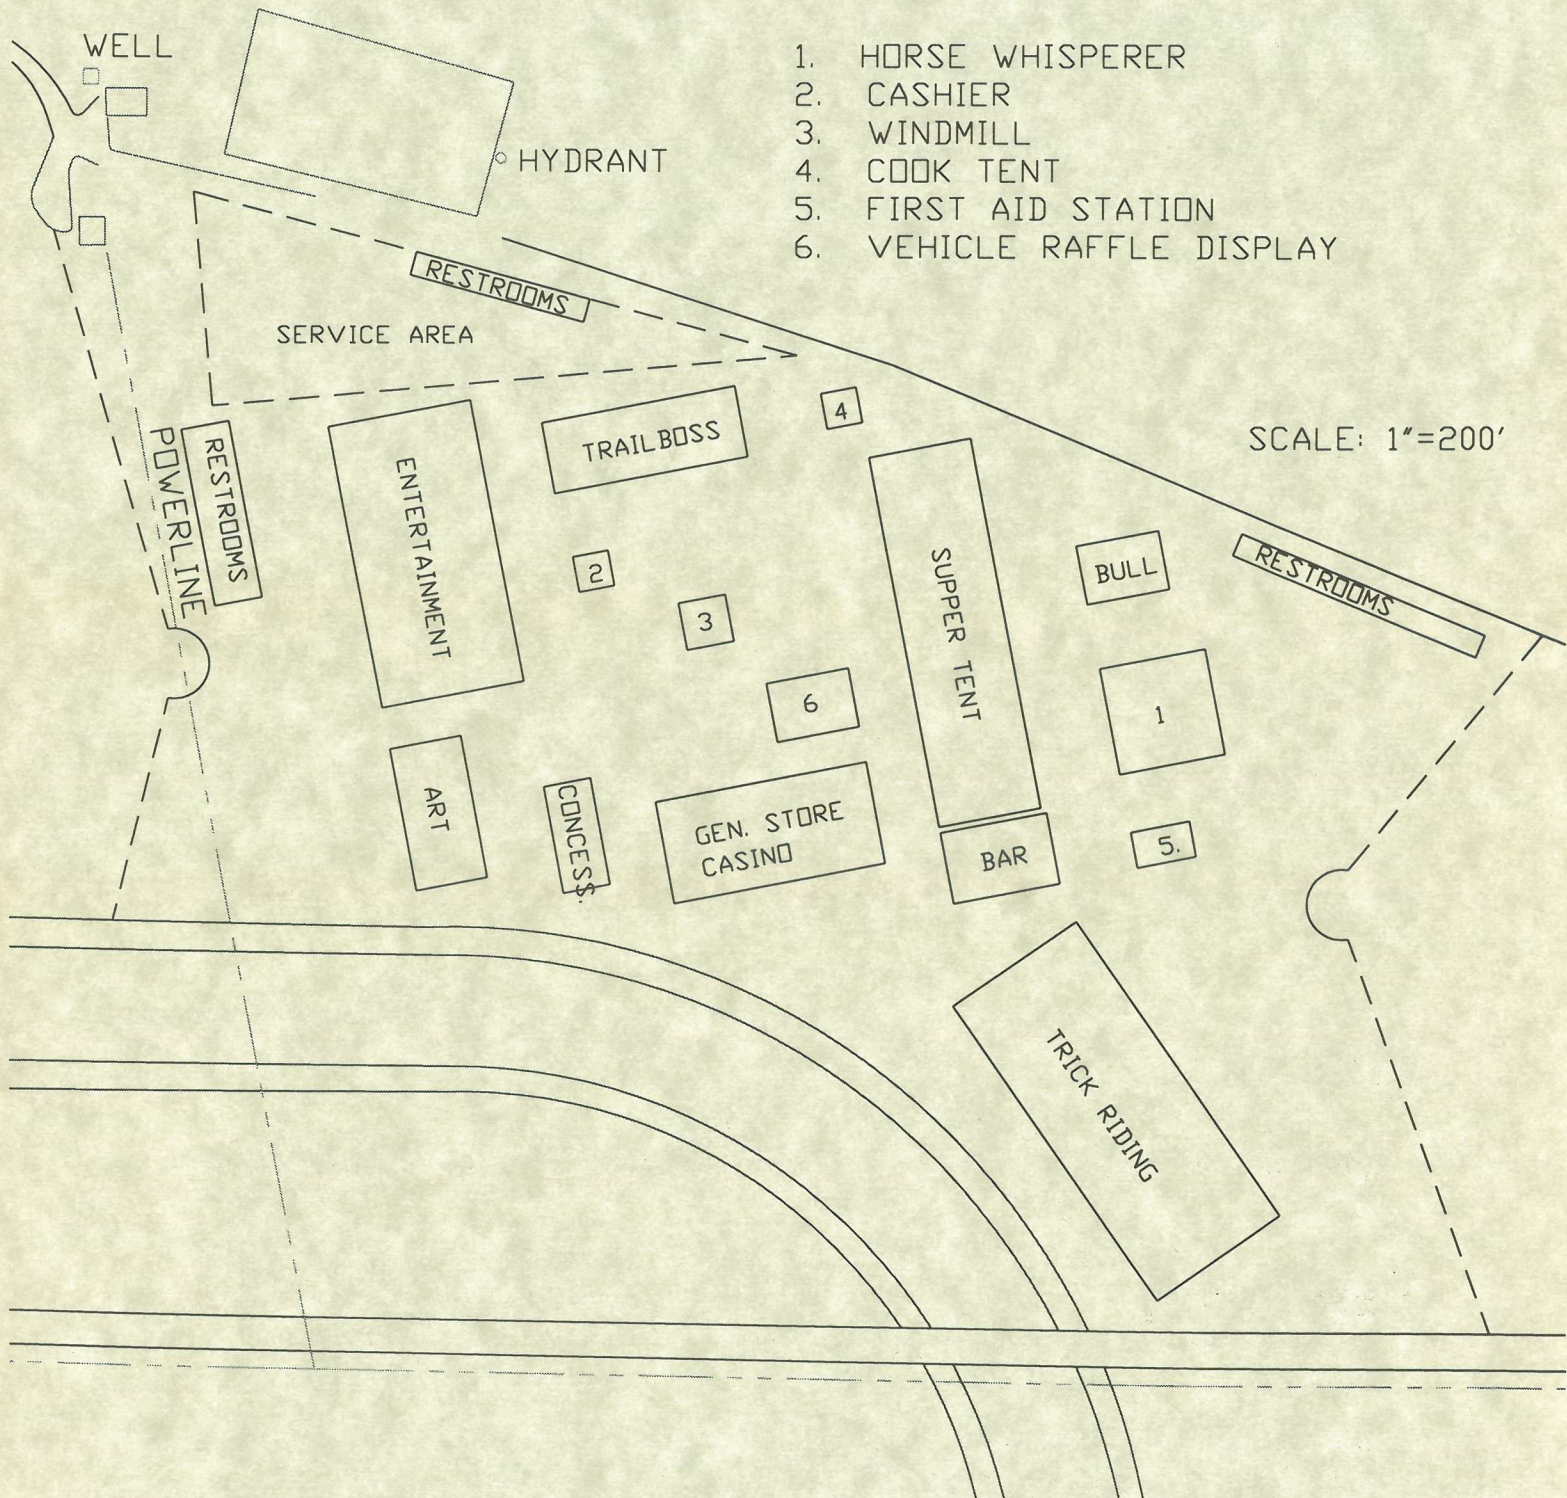 WELL
HYDRANT
1. HORSE WHISPERER
2. CASHIER
3. WINDMILL
4. COOK TENT
5. FIRST AID STATION
6. VEHICLE RAFFLE DISPLAY
RESTROOMS
SERVICE AREA
SCALE: 1"=200'
POWERLINE
RESTROOMS
ENTERTAINMENT
TRAIL BOSS
4
2
3
6
SUPPER TENT
BULL
RESTROOMS
1
ART
CONCESS.
GEN. STORE
CASINO
BAR
5.
TRICK RIDING